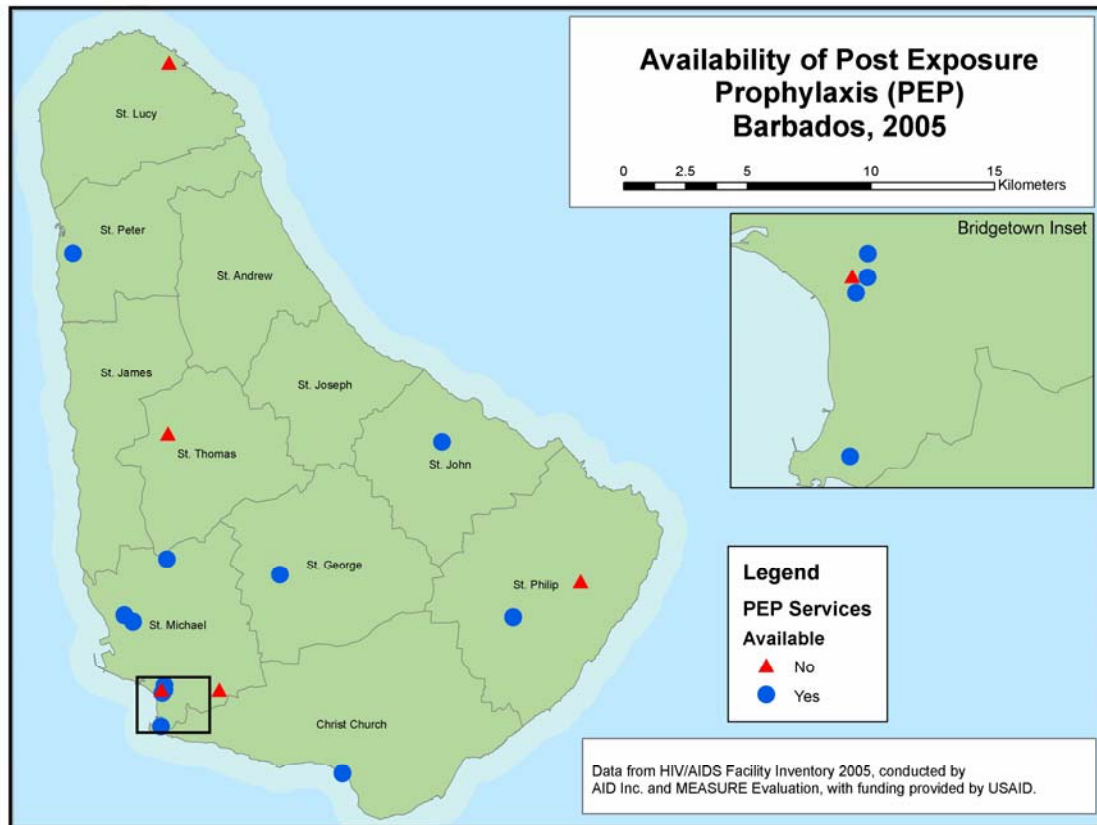 Availability of Post Exposure
Prophylaxis (PEP)
Barbados, 2005
0 2.5 5 10 15
Kilometers
Bridgetown Inset
St. Lucy
St. Peter
St. Andrew
St. James
St. Joseph
St. Thomas
St. John
St. George
St. Philip
St. Michael
Christ Church
Legend
PEP Services
Available
No
Yes
Data from HIV/AIDS Facility Inventory 2005, conducted by
AID Inc. and MEASURE Evaluation, with funding provided by USAID.